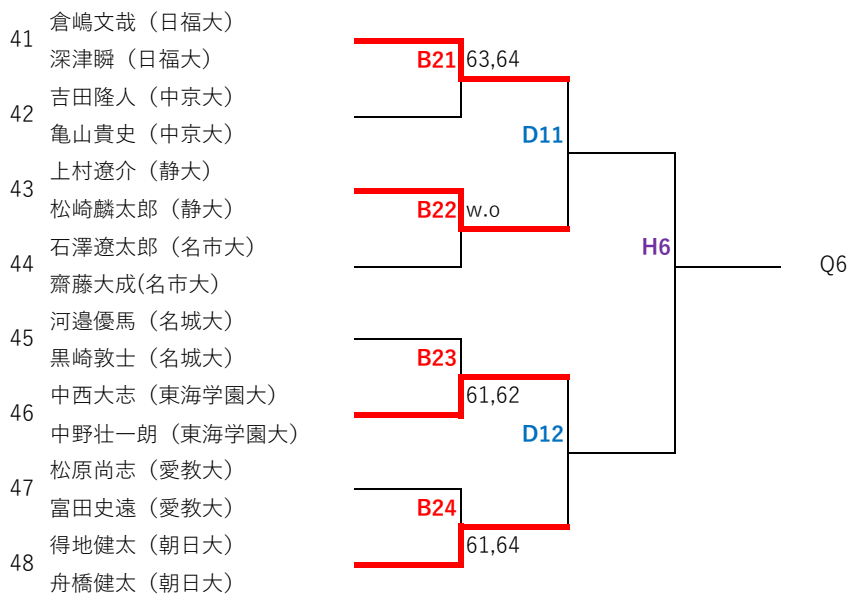 倉嶋文哉（日福大）
41
深津瞬（日福大）
B21 63,64
吉田隆人（中京大）
42
亀山貴史（中京大）
D11
上村遼介（静大）
43
松崎麟太郎（静大）
B22 w.o
石澤遼太郎（名市大）
H6
44
Q6
齋藤大成(名市大）
河邉優馬（名城大）
45
黒崎敦士（名城大）
B23
中西大志（東海学園大）
61,62
46
中野壮一朗（東海学園大）
D12
松原尚志（愛教大）
47
富田史遠（愛教大）
B24
得地健太（朝日大）
61,64
48
舟橋健太（朝日大）